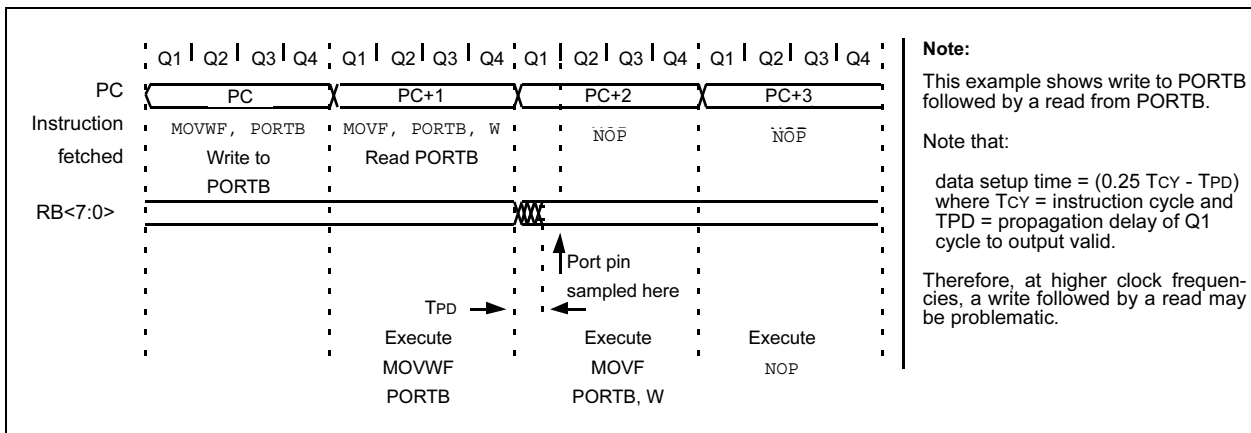 Q1 Q2 Q3 Q4 Q1 Q2 Q3 Q4 Q1 Q2 Q3 Q4 Q1 Q2 Q3 Q4
PC PC PC+1 PC+2 PC+3
Instruction
fetched
MOVWF, PORTB MOVF, PORTB, W NOP NOP
Write to
PORTB
Read PORTB
RB<7:0>
Port pin
sampled here
TPD
Execute
MOVWF
PORTB
Execute
MOVF
PORTB, W
Execute
NOP
Note:
This example shows write to PORTB
followed by a read from PORTB.
Note that:
data setup time = (0.25 TCY - TPD)
where TCY = instruction cycle and
TPD = propagation delay of Q1
cycle to output valid.
Therefore, at higher clock frequen-
cies, a write followed by a read may
be problematic.